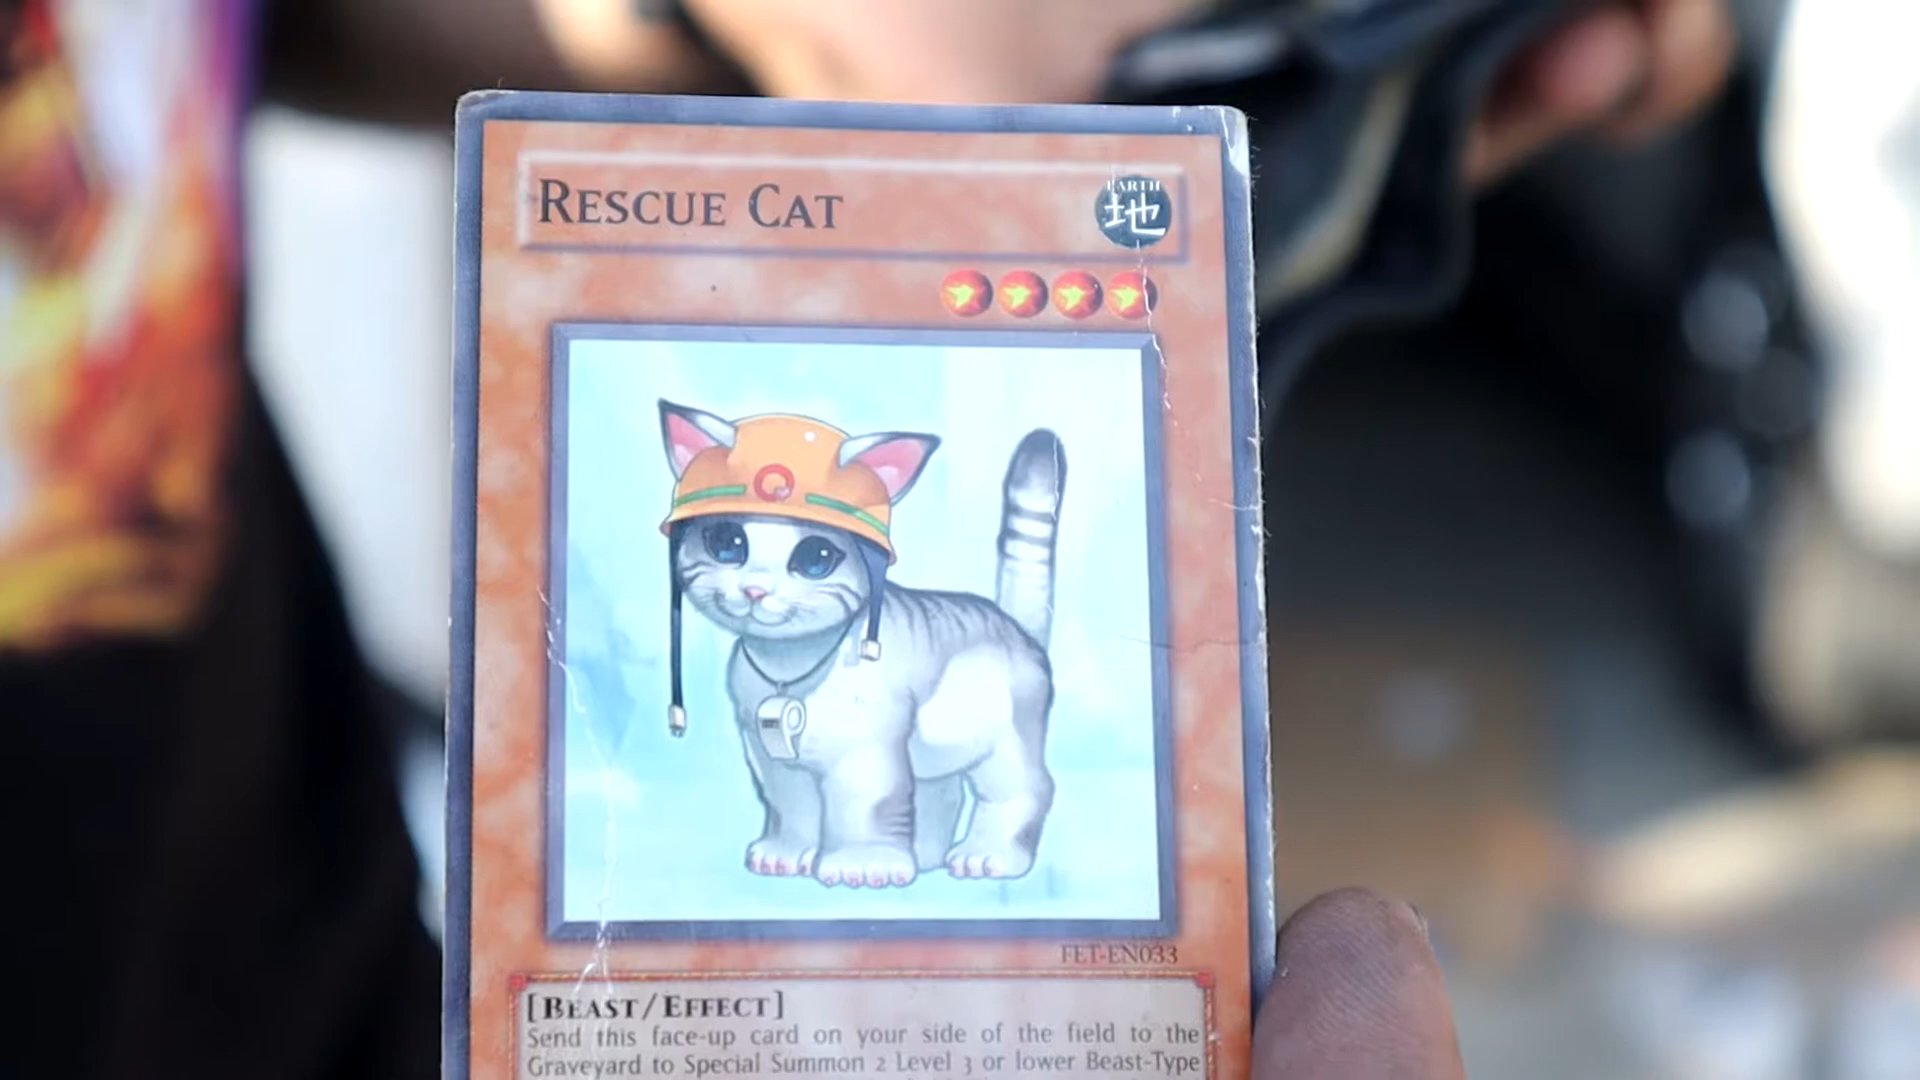 RESCUE CAT
EARTH
地
FET-EN033
[BEAST/EFFECT]
Send this face-up card on your side of the field to the
Graveyard to Special Summon 2 Level 3 or lower Beast-Type